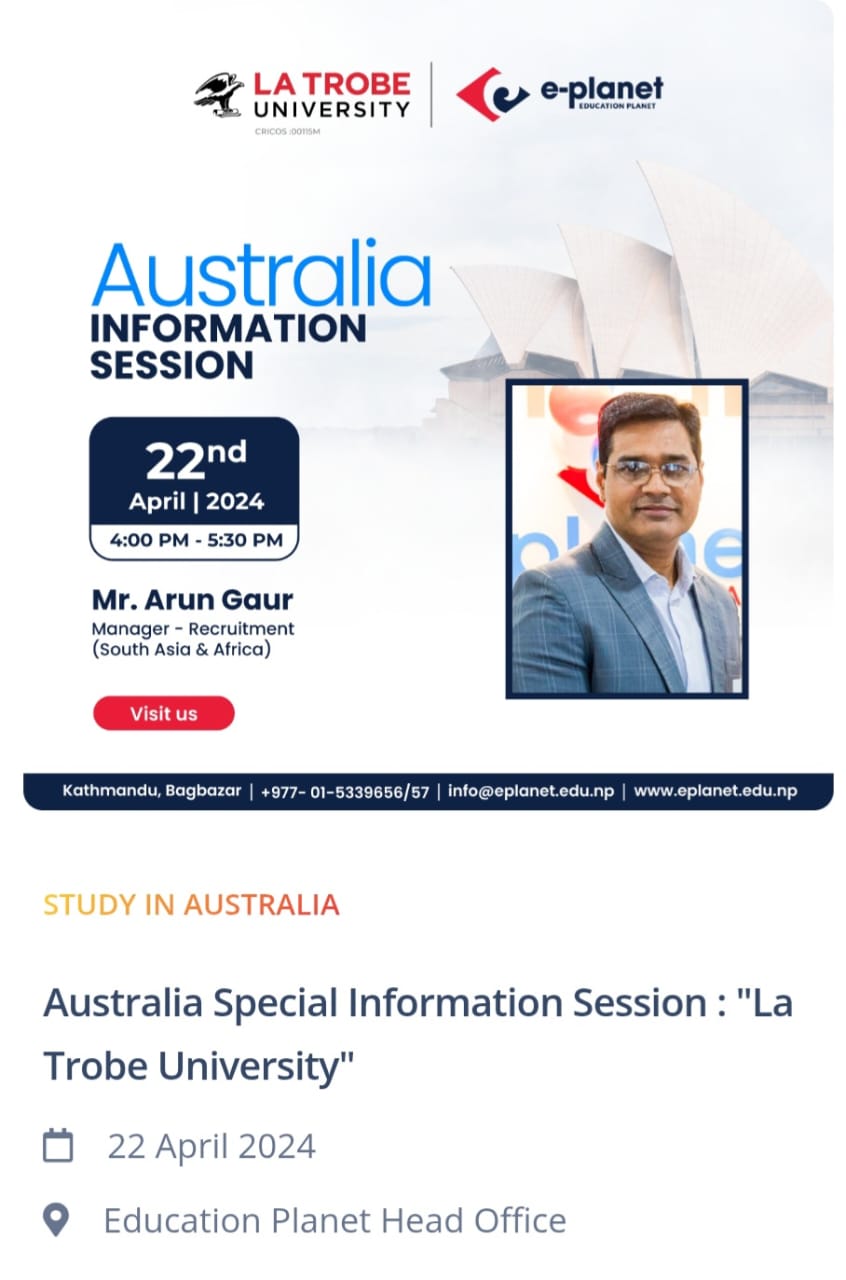 LA TROBE
UNIVERSITY
CRICOS :00115M
e-planet
EDUCATION PLANET
Australia
INFORMATION
SESSION
22nd
April | 2024
4:00 PM - 5:30 PM
Mr. Arun Gaur
Manager - Recruitment
(South Asia & Africa)
Visit us
Kathmandu, Bagbazar | +977- 01-5339656/57 | info@eplanet.edu.np | www.eplanet.edu.np
STUDY IN AUSTRALIA
Australia Special Information Session : "La
Trobe University"
22 April 2024
Education Planet Head Office